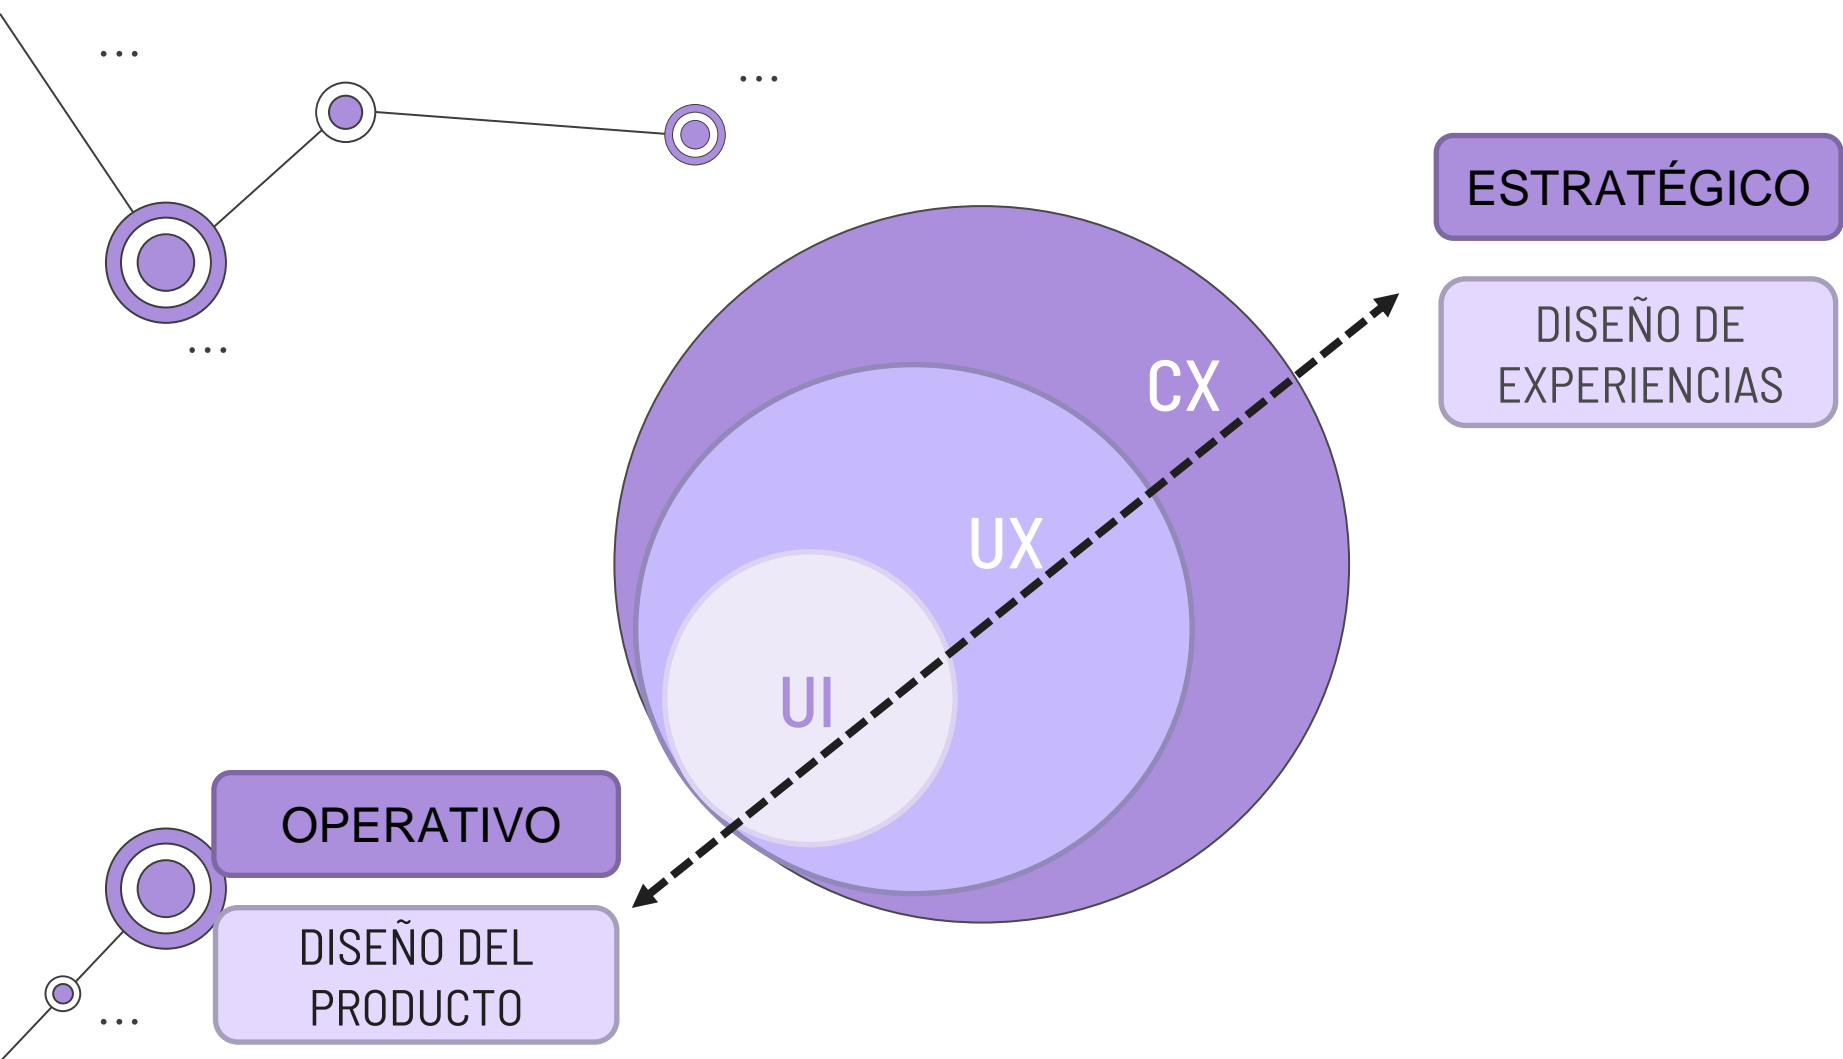 ESTRATÉGICO
DISEÑO DE
EXPERIENCIAS
CX
UX
UI
OPERATIVO
DISEÑO DEL
PRODUCTO